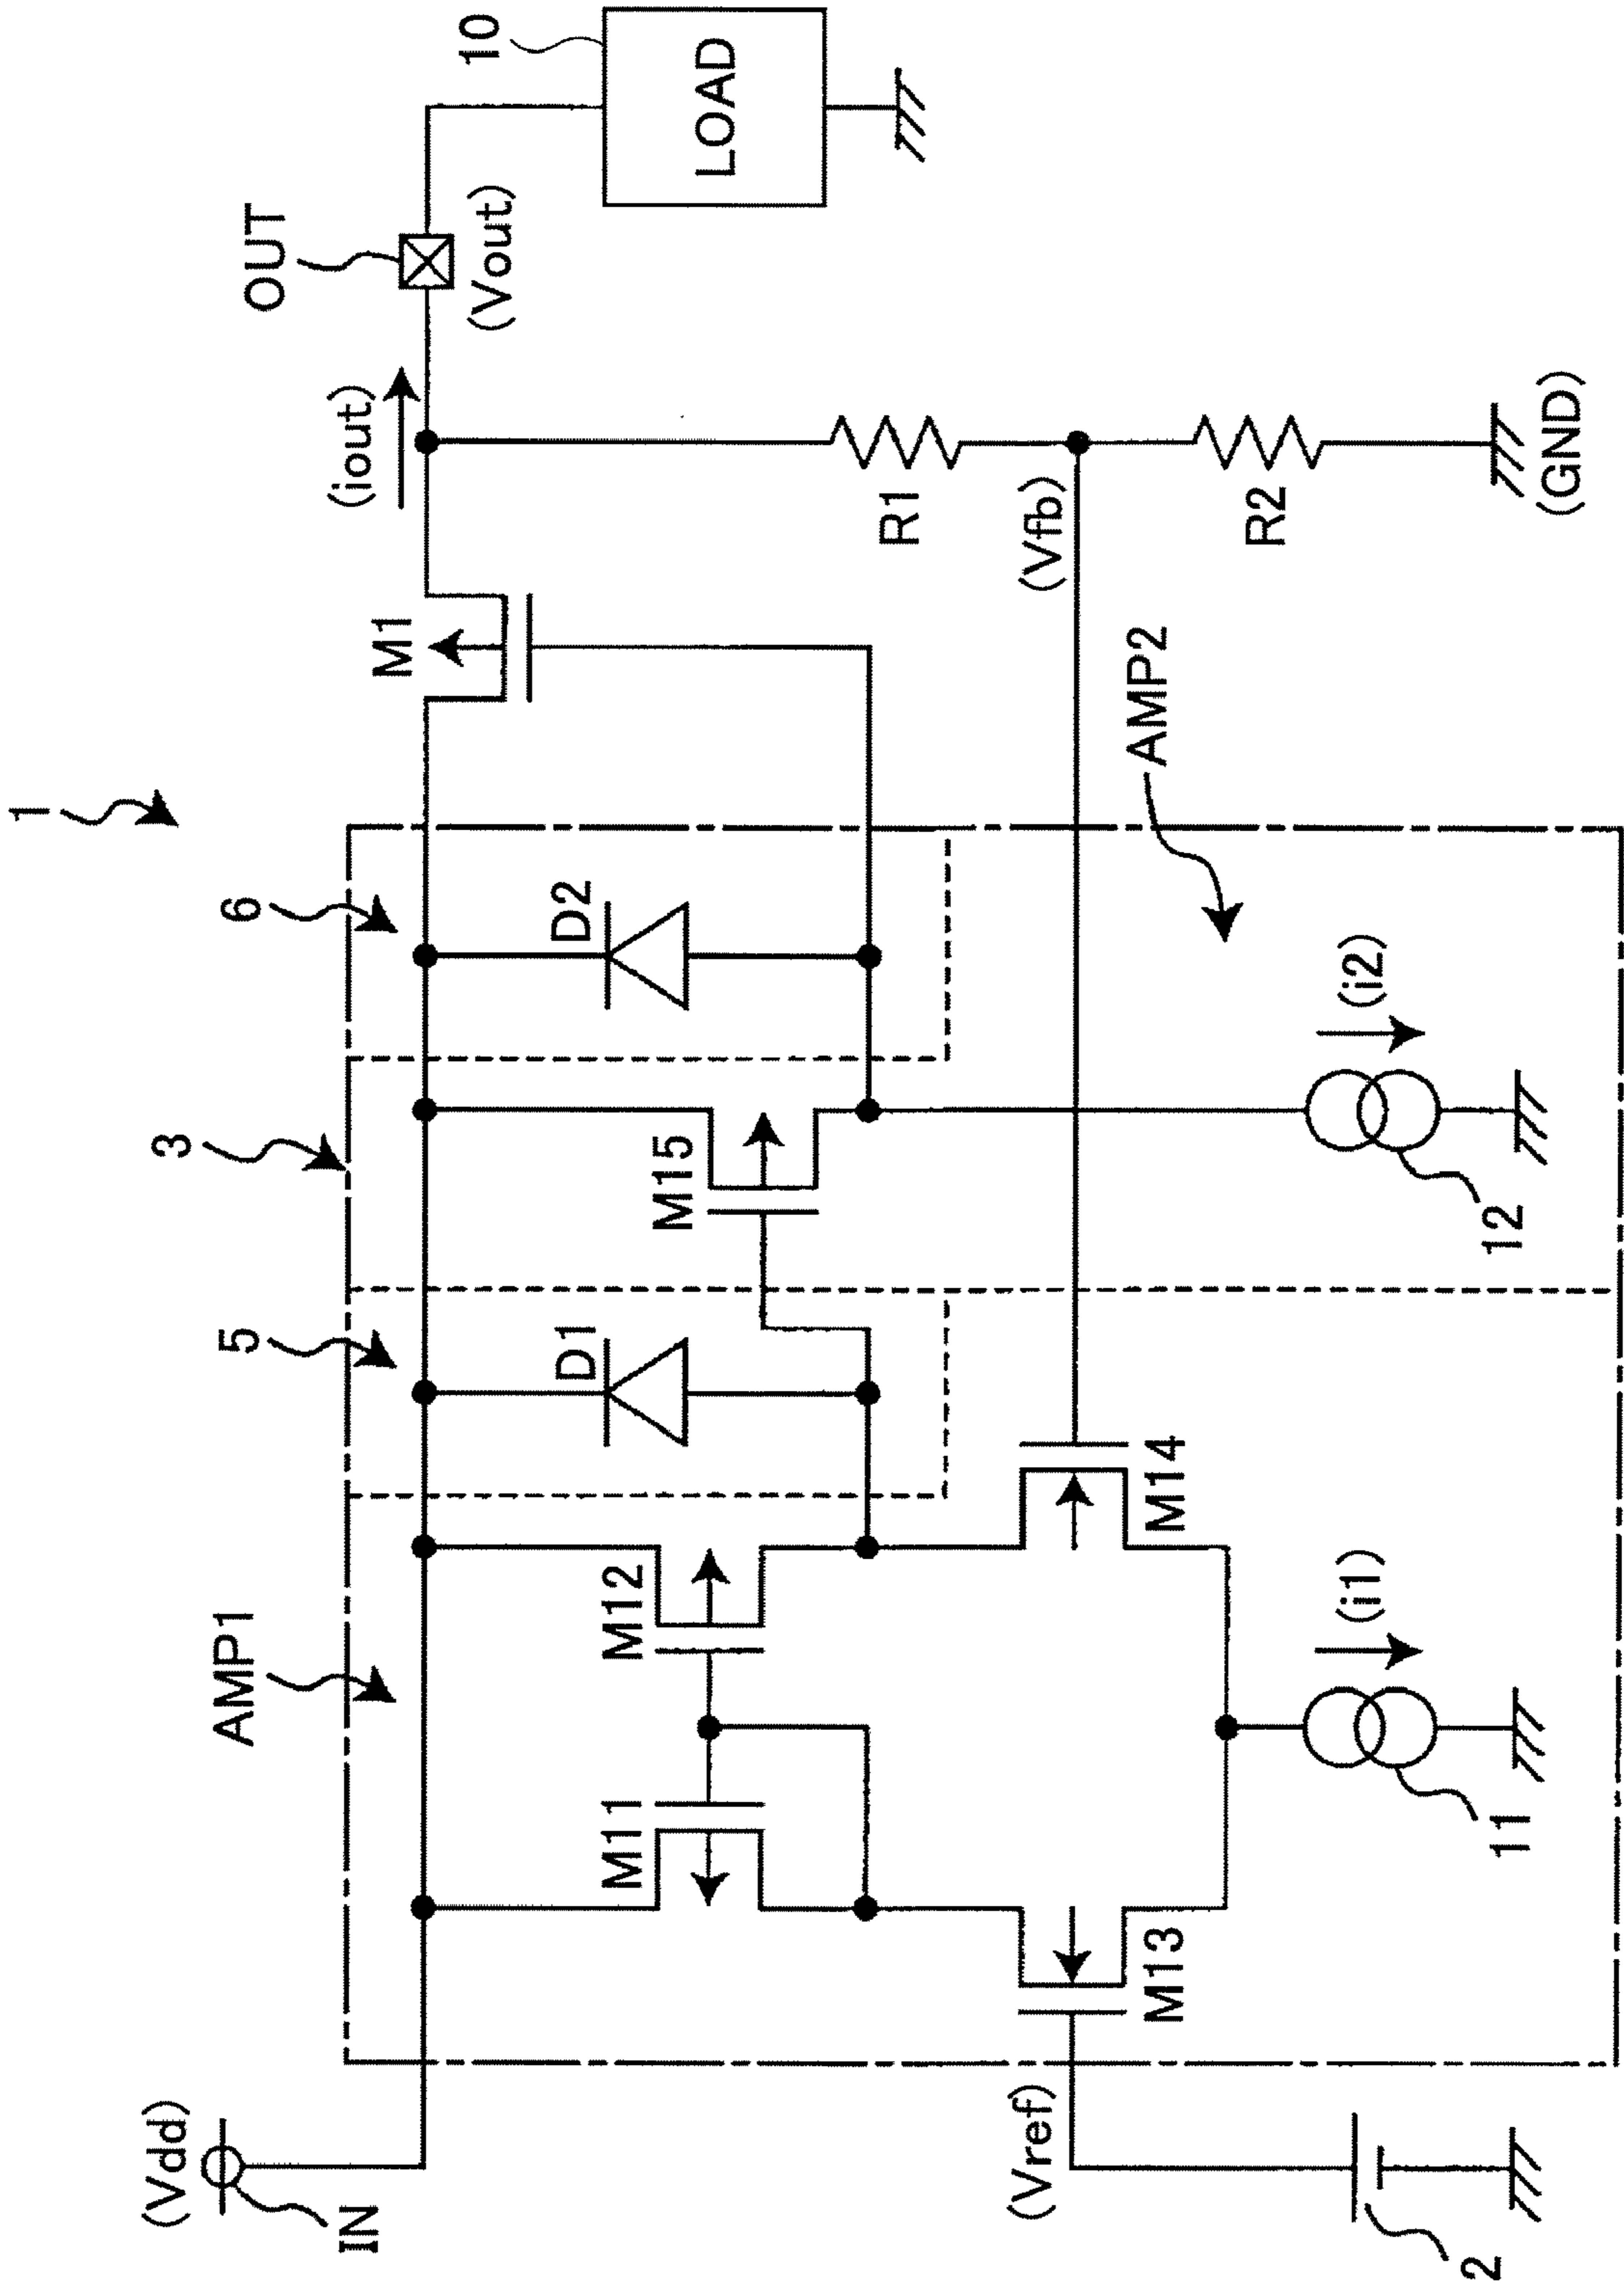 1
(Vdd)
IN
AMP1
5
3
6
M1
(iout)
OUT
(Vout)
10
LOAD
M11
M12
D1
M15
D2
R1
(Vfb)
R2
(GND)
AMP2
(Vref)
2
M13
M14
(i1)
11
(i2)
12